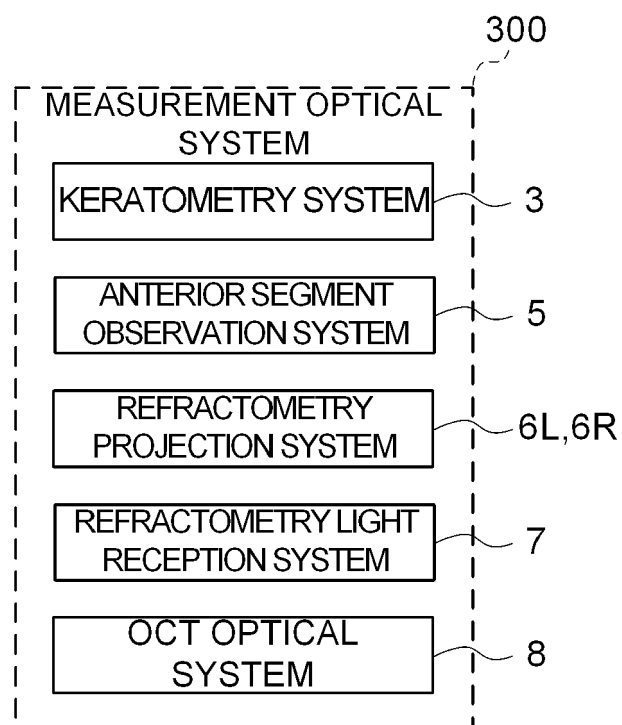 300
MEASUREMENT OPTICAL
SYSTEM
KERATOMETRY SYSTEM
3
ANTERIOR SEGMENT
OBSERVATION SYSTEM
5
REFRACTOMETRY
PROJECTION SYSTEM
6L,6R
REFRACTOMETRY LIGHT
RECEPTION SYSTEM
7
OCT OPTICAL
SYSTEM
8